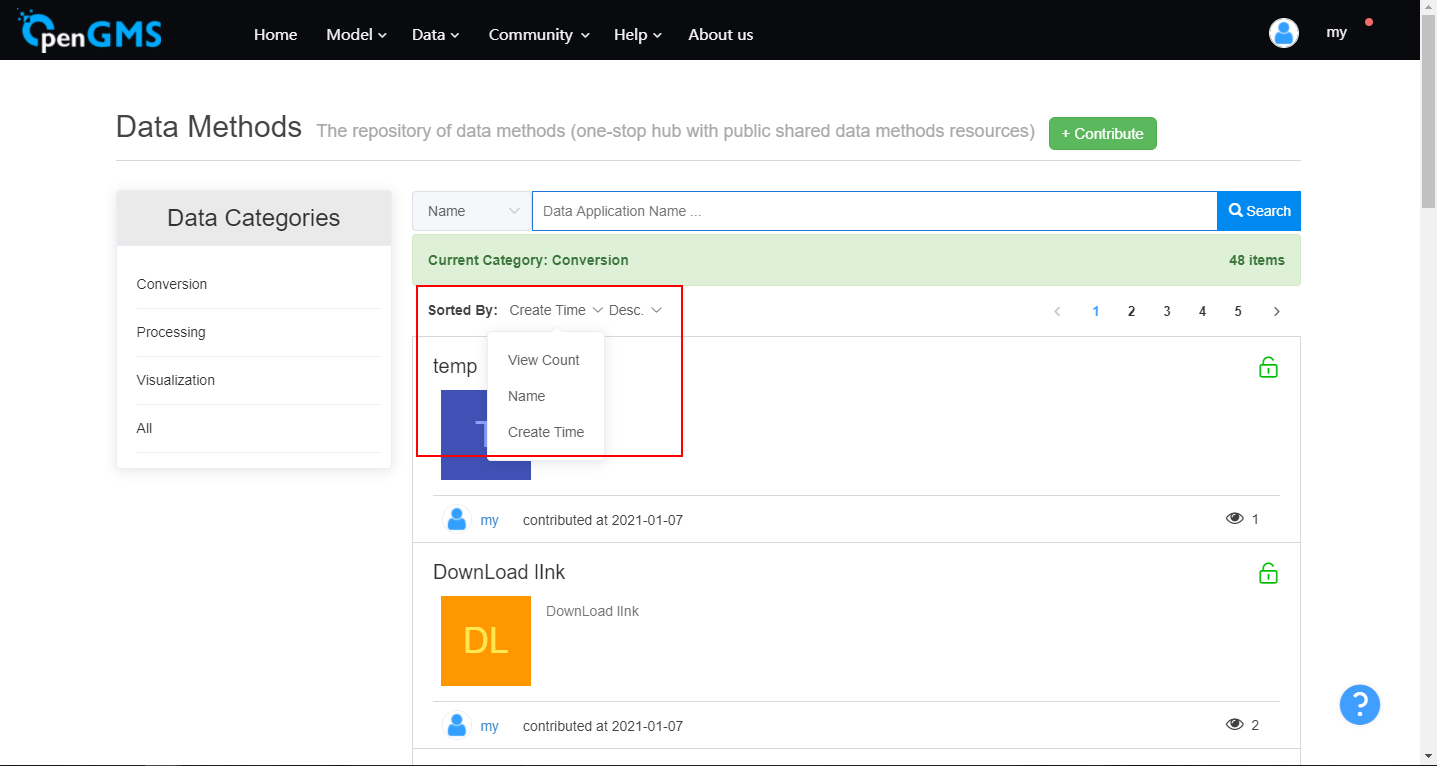 OpenGMS
Home Model Data Community Help About us my
Data Methods The repository of data methods (one-stop hub with public shared data methods resources) + Contribute
Data Categories
Conversion
Processing
Visualization
All
Name Data Application Name ... Search
Current Category: Conversion 48 items
Sorted By: Create Time Desc. 1 2 3 4 5
View Count
Name
Create Time
temp
T
my contributed at 2021-01-07 1
DownLoad lInk
DL
DownLoad lInk
my contributed at 2021-01-07 2
?